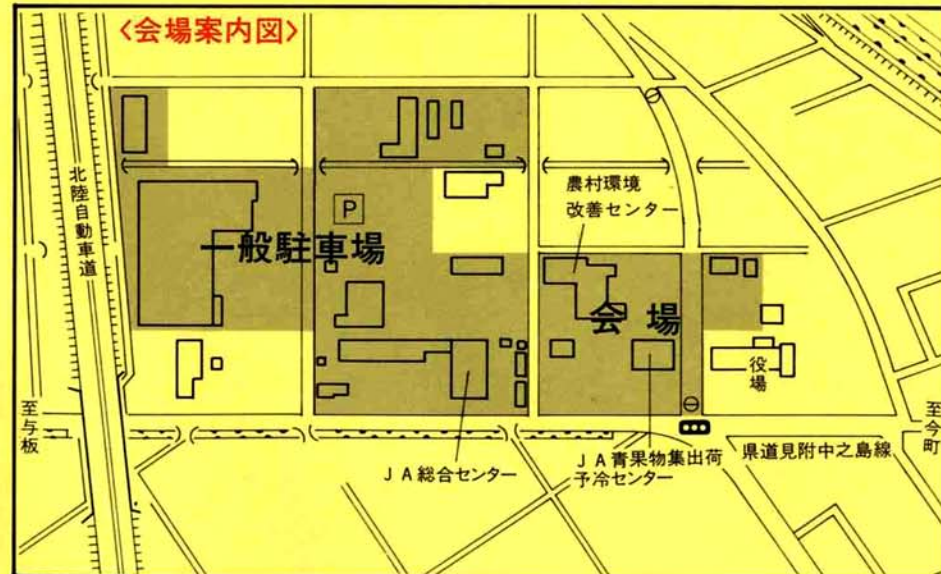 〈会場案内図〉
北陸自動車道
P
一般駐車場
農村環境
改善センター
会場
役場
至与板
至今町
県道見附中之島線
JA総合センター
JA青果物集出荷
予冷センター